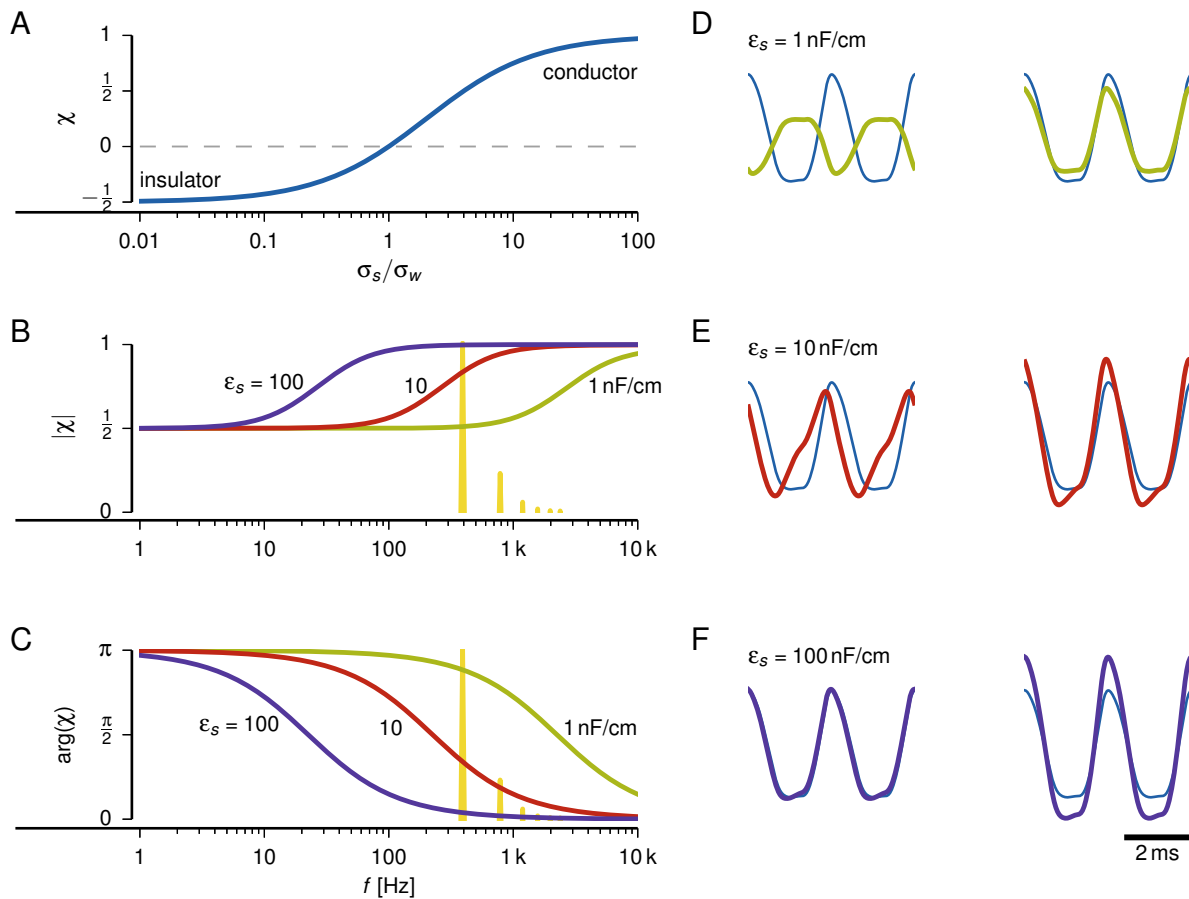 A
χ
1
1/2
0
−1/2
conductor
insulator
0.01 0.1 1 10 100
σs/σw
B
|χ|
1
1/2
0
εs = 100
10
1 nF/cm
1 10 100 1 k 10 k
C
arg(χ)
π
π/2
0
εs = 100
10
1 nF/cm
1 10 100 1 k 10 k
f [Hz]
D
εs = 1 nF/cm
E
εs = 10 nF/cm
F
εs = 100 nF/cm
2 ms